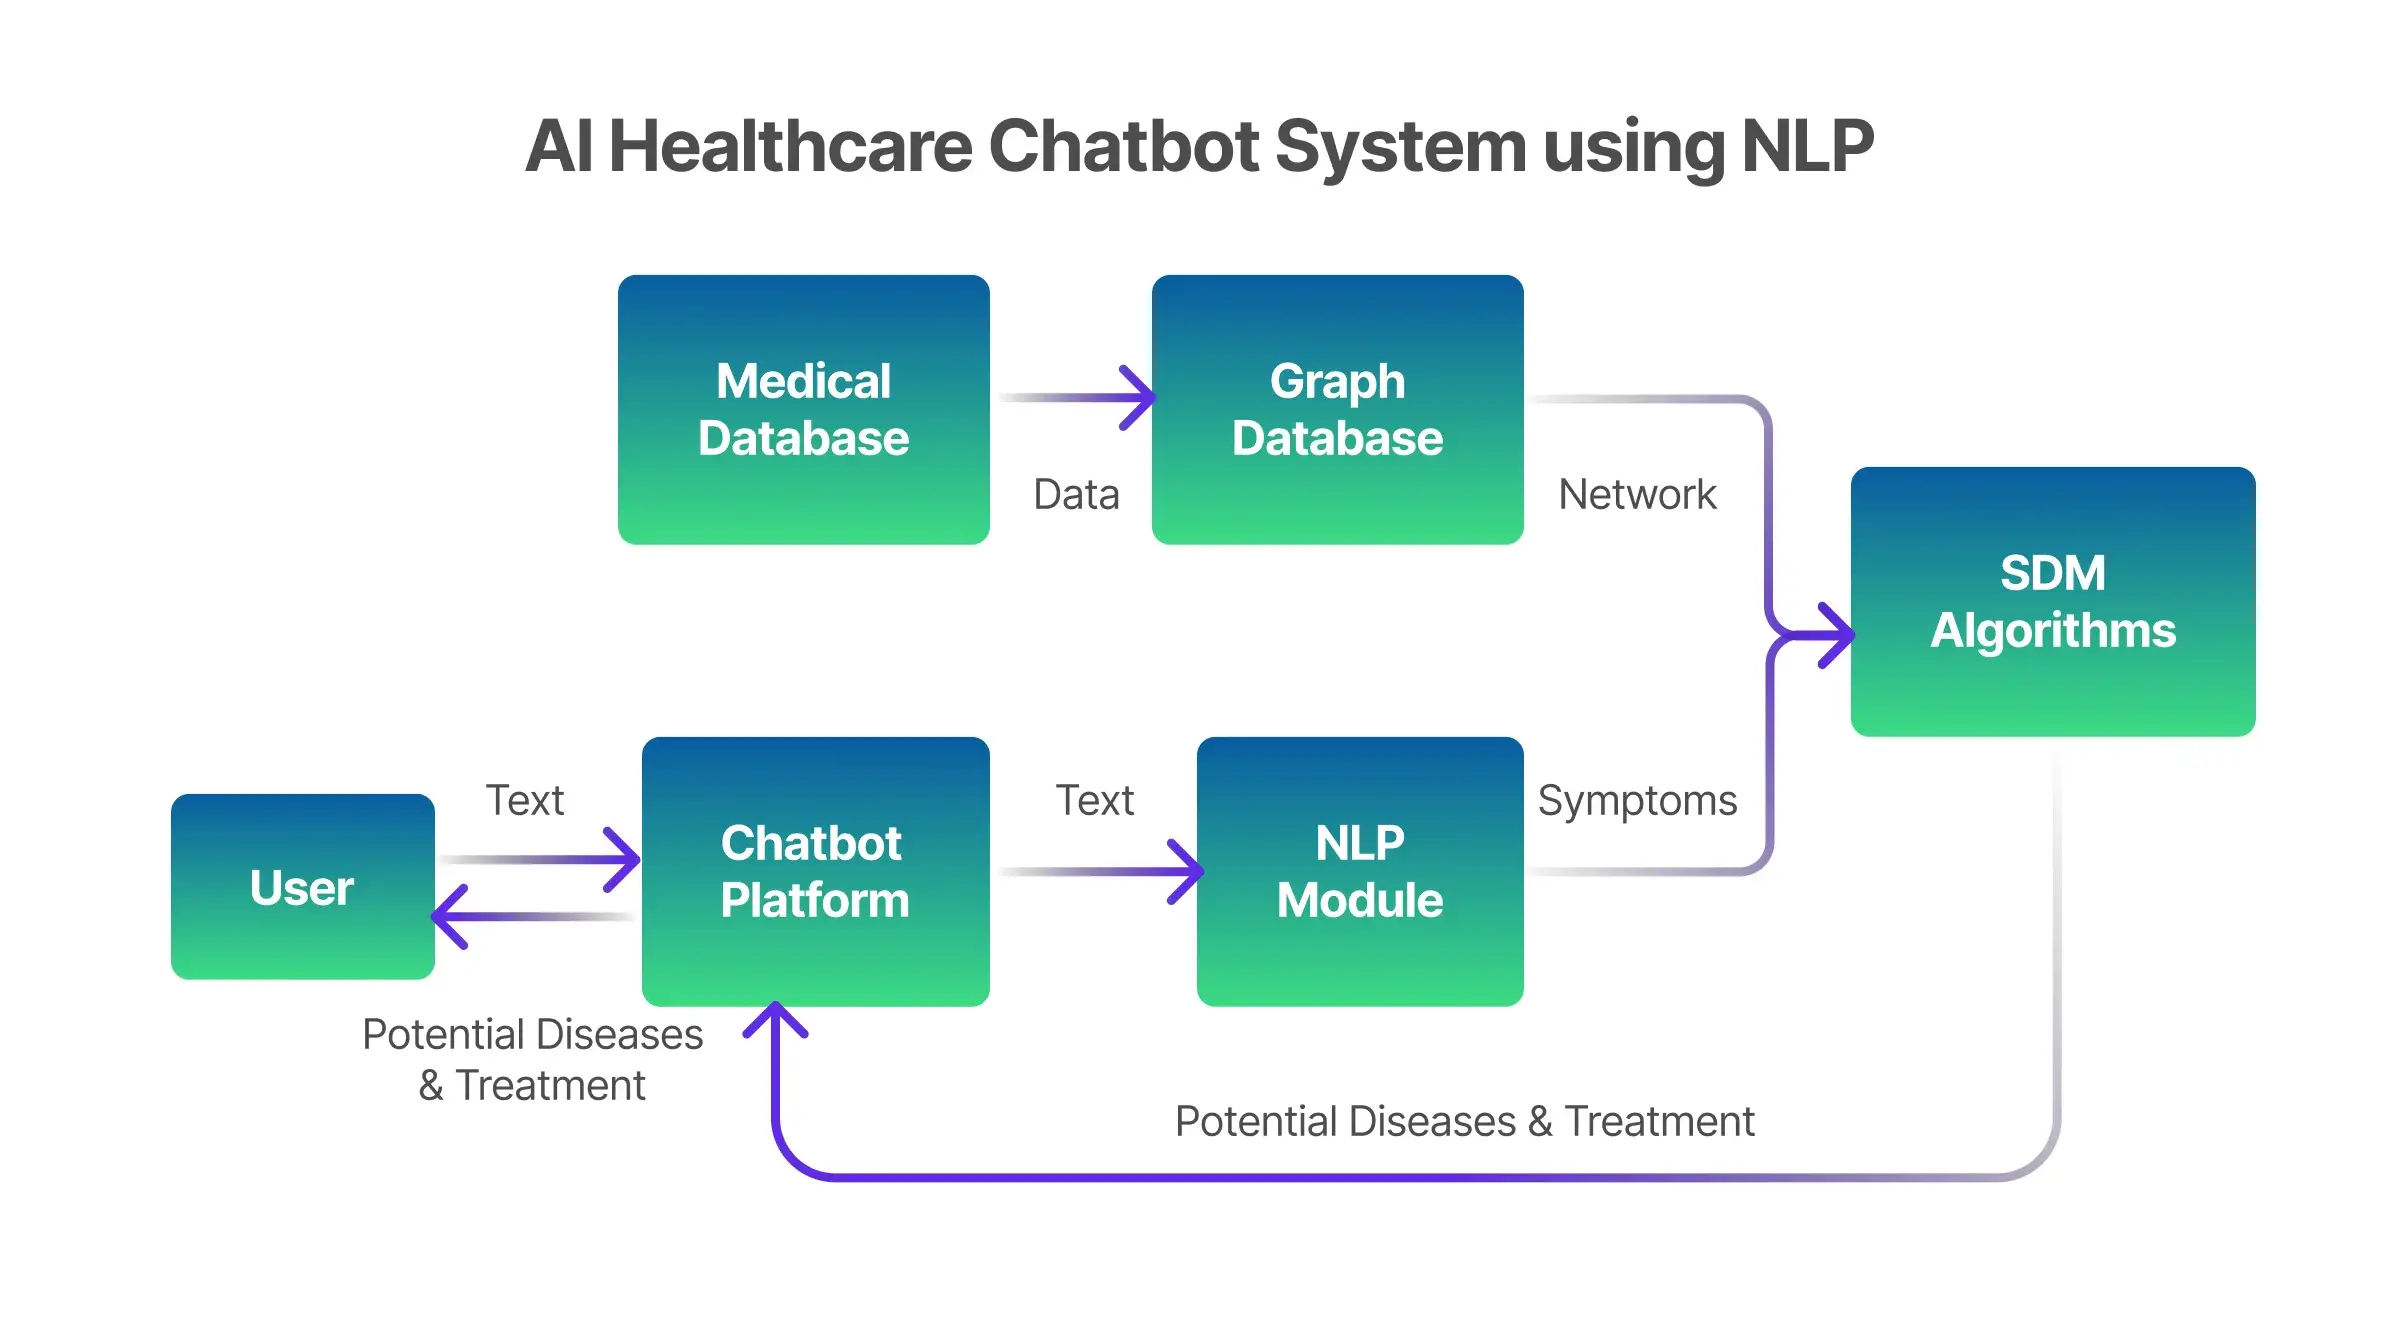 AI Healthcare Chatbot System using NLP
Medical
Database
Data
Graph
Database
Network
SDM
Algorithms
User
Text
Chatbot
Platform
Text
NLP
Module
Symptoms
Potential Diseases
& Treatment
Potential Diseases & Treatment